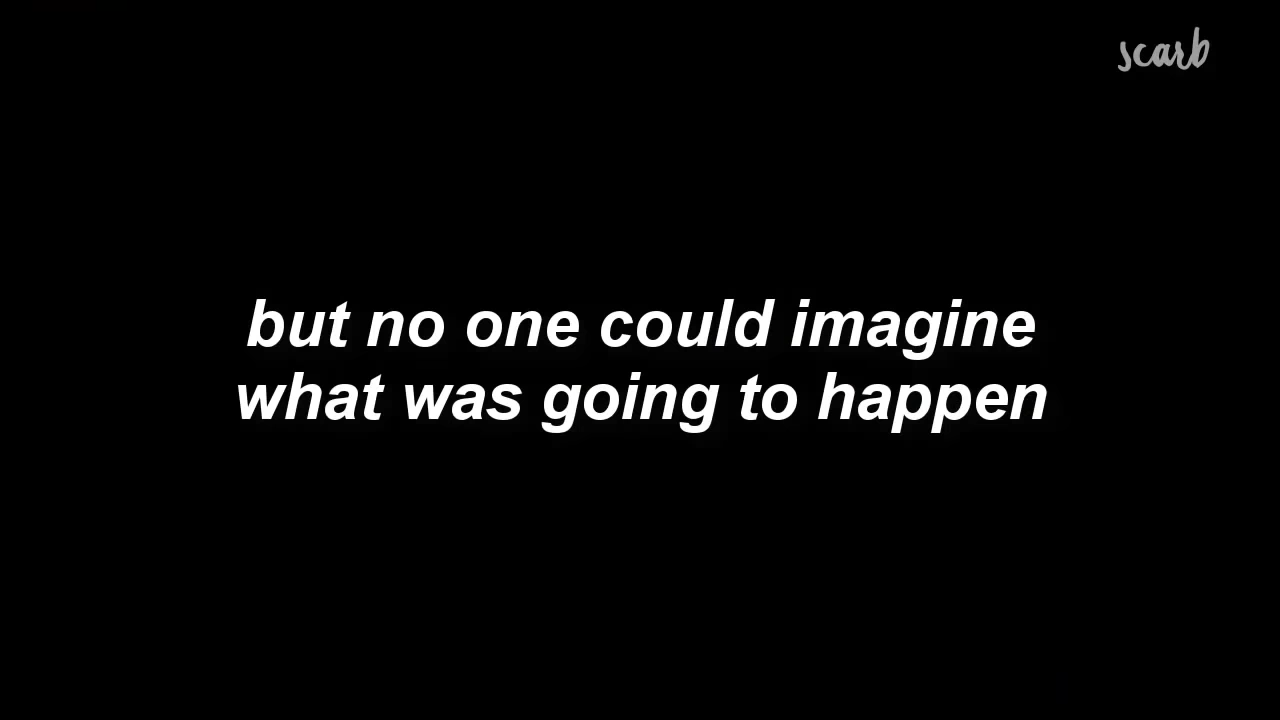 scarb
but no one could imagine
what was going to happen